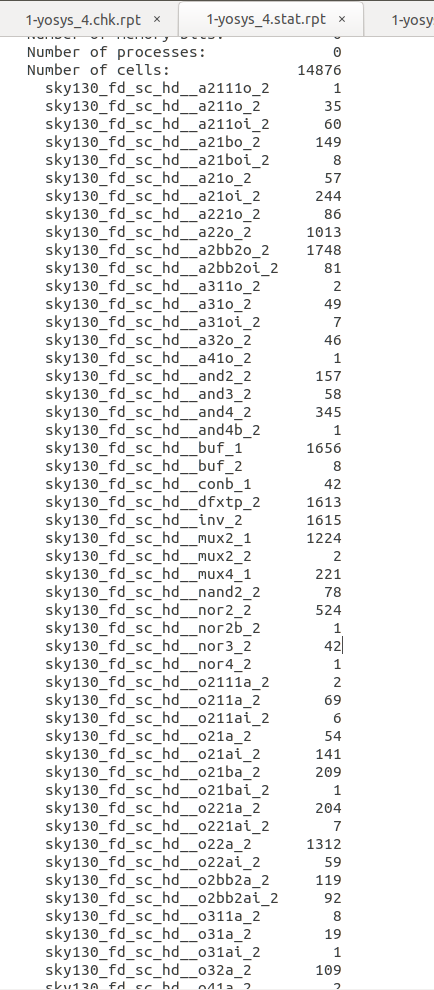 1-yosys_4.chk.rpt × 1-yosys_4.stat.rpt × 1-yosys
Number of memory bits: 0
Number of processes: 0
Number of cells: 14876
sky130_fd_sc_hd__a2111o_2 1
sky130_fd_sc_hd__a211o_2 35
sky130_fd_sc_hd__a211oi_2 60
sky130_fd_sc_hd__a21bo_2 149
sky130_fd_sc_hd__a21boi_2 8
sky130_fd_sc_hd__a21o_2 57
sky130_fd_sc_hd__a21oi_2 244
sky130_fd_sc_hd__a221o_2 86
sky130_fd_sc_hd__a22o_2 1013
sky130_fd_sc_hd__a2bb2o_2 1748
sky130_fd_sc_hd__a2bb2oi_2 81
sky130_fd_sc_hd__a311o_2 2
sky130_fd_sc_hd__a31o_2 49
sky130_fd_sc_hd__a31oi_2 7
sky130_fd_sc_hd__a32o_2 46
sky130_fd_sc_hd__a41o_2 1
sky130_fd_sc_hd__and2_2 157
sky130_fd_sc_hd__and3_2 58
sky130_fd_sc_hd__and4_2 345
sky130_fd_sc_hd__and4b_2 1
sky130_fd_sc_hd__buf_1 1656
sky130_fd_sc_hd__buf_2 8
sky130_fd_sc_hd__conb_1 42
sky130_fd_sc_hd__dfxtp_2 1613
sky130_fd_sc_hd__inv_2 1615
sky130_fd_sc_hd__mux2_1 1224
sky130_fd_sc_hd__mux2_2 2
sky130_fd_sc_hd__mux4_1 221
sky130_fd_sc_hd__nand2_2 78
sky130_fd_sc_hd__nor2_2 524
sky130_fd_sc_hd__nor2b_2 1
sky130_fd_sc_hd__nor3_2 42
sky130_fd_sc_hd__nor4_2 1
sky130_fd_sc_hd__o2111a_2 2
sky130_fd_sc_hd__o211a_2 69
sky130_fd_sc_hd__o211ai_2 6
sky130_fd_sc_hd__o21a_2 54
sky130_fd_sc_hd__o21ai_2 141
sky130_fd_sc_hd__o21ba_2 209
sky130_fd_sc_hd__o21bai_2 1
sky130_fd_sc_hd__o221a_2 204
sky130_fd_sc_hd__o221ai_2 7
sky130_fd_sc_hd__o22a_2 1312
sky130_fd_sc_hd__o22ai_2 59
sky130_fd_sc_hd__o2bb2a_2 119
sky130_fd_sc_hd__o2bb2ai_2 92
sky130_fd_sc_hd__o311a_2 8
sky130_fd_sc_hd__o31a_2 19
sky130_fd_sc_hd__o31ai_2 1
sky130_fd_sc_hd__o32a_2 109
sky130_fd_sc_hd__o41a_2 2